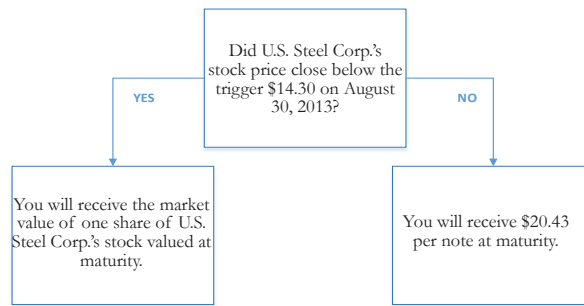 Did U.S. Steel Corp.'s
stock price close below the
trigger $14.30 on August
30, 2013?
YES
NO
You will receive the market
value of one share of U.S.
Steel Corp.'s stock valued at
maturity.
You will receive $20.43
per note at maturity.